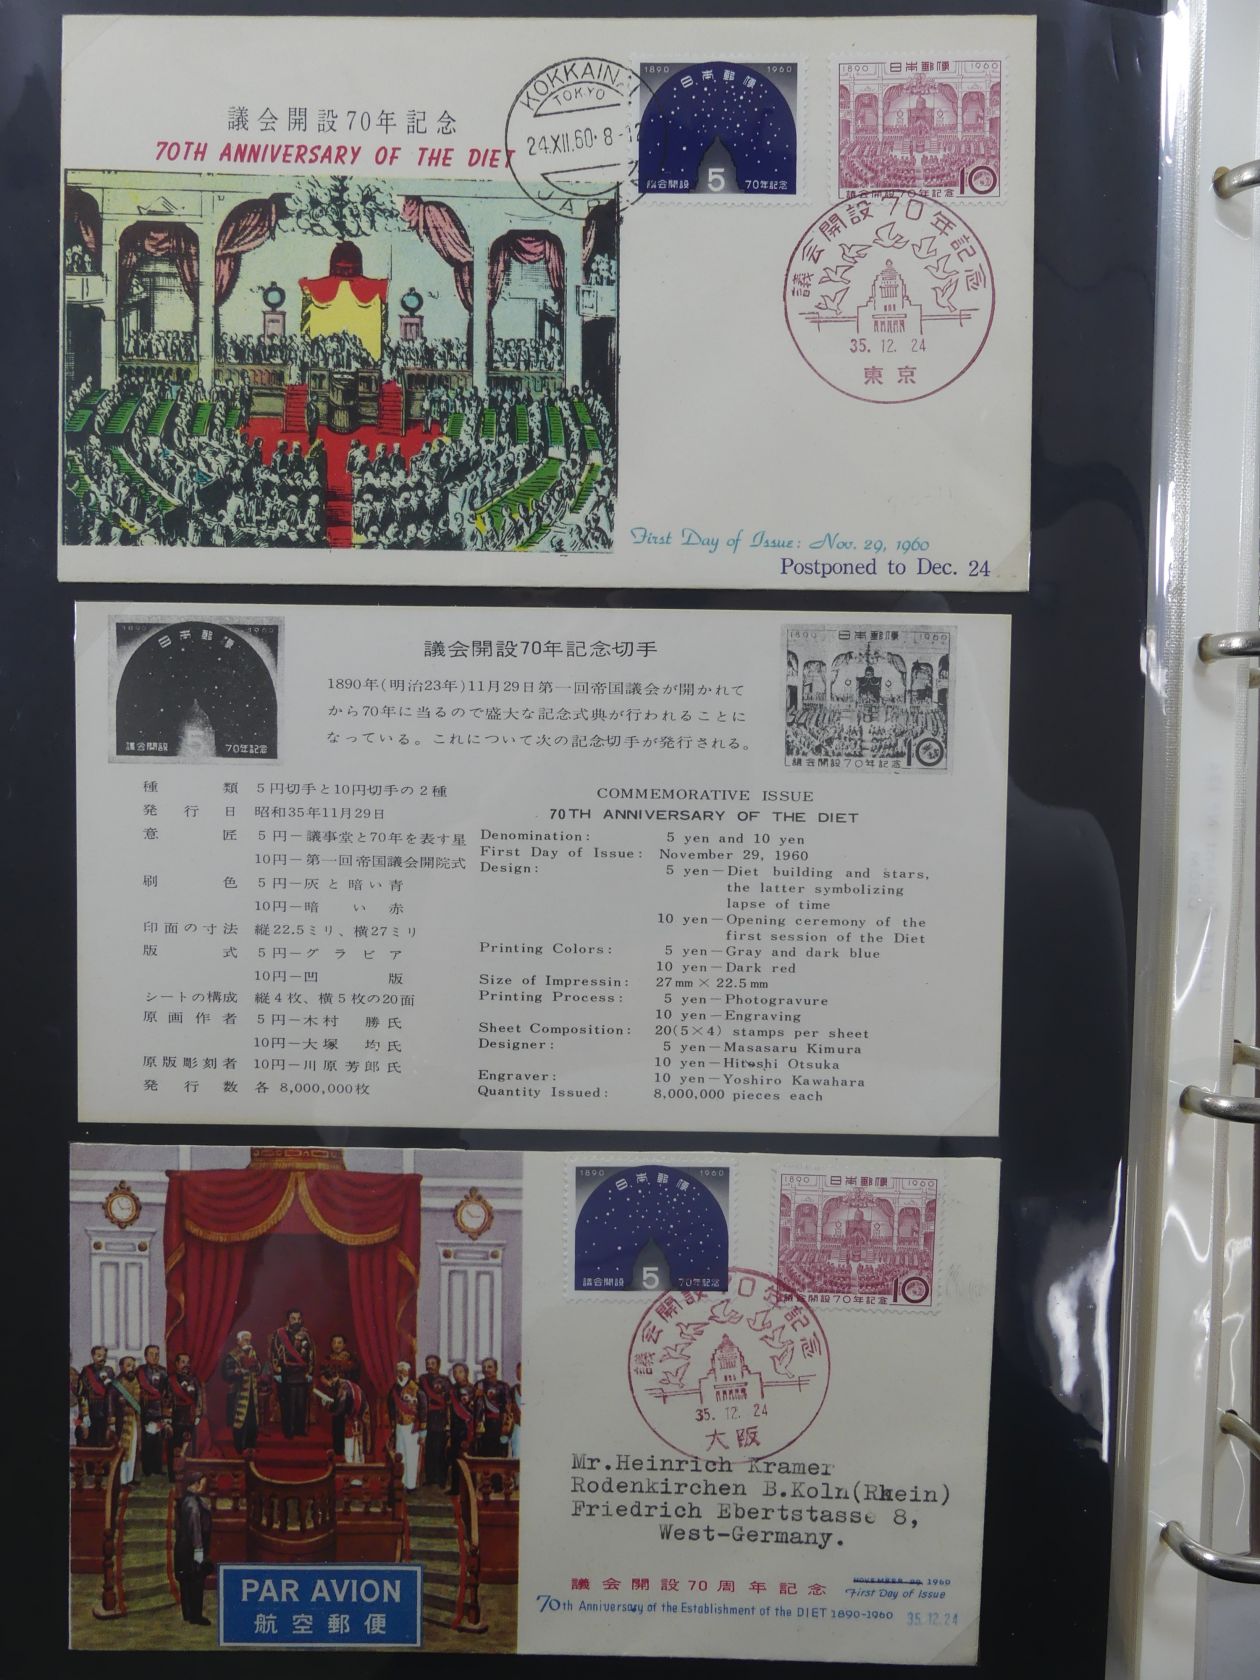 議会開設70年記念
70TH ANNIVERSARY OF THE DIET
KOKKAINAI
TOKYO
24.XII.60・8-12
JAPAN
1890 日本郵便 1960
議会開設 5 70年記念
1890 日本郵便 1960
議会開設70年記念 10
議会開設70年記念
35. 12. 24
東京
First Day of Issue: Nov. 29, 1960
Postponed to Dec. 24
1890 日本郵便 1960
議会開設 5 70年記念
議会開設70年記念切手
1890年(明治23年)11月29日第一回帝国議会が開かれて
から70年に当るので盛大な記念式典が行われることに
なっている。これについて次の記念切手が発行される。
1890 日本郵便 1960
議会開設70年記念 10
種類 5円切手と10円切手の2種
発行日 昭和35年11月29日
意匠 5円—議事堂と70年を表す星
10円—第一回帝国議会開院式
刷色 5円—灰と暗い青
10円—暗い赤
印面の寸法 縦22.5ミリ、横27ミリ
版式 5円—グラビア
10円—凹版
シートの構成 縦4枚、横5枚の20面
原画作者 5円—木村 勝氏
10円—大塚 均氏
原版彫刻者 10円—川原芳郎氏
発行数 各 8,000,000枚
COMMEMORATIVE ISSUE
70TH ANNIVERSARY OF THE DIET
Denomination: 5 yen and 10 yen
First Day of Issue: November 29, 1960
Design: 5 yen—Diet building and stars,
the latter symbolizing
lapse of time
10 yen—Opening ceremony of the
first session of the Diet
Printing Colors: 5 yen—Gray and dark blue
10 yen—Dark red
Size of Impressin: 27mm × 22.5mm
Printing Process: 5 yen—Photogravure
10 yen—Engraving
Sheet Composition: 20(5×4) stamps per sheet
Designer: 5 yen—Masasaru Kimura
10 yen—Hitoshi Otsuka
Engraver: 10 yen—Yoshiro Kawahara
Quantity Issued: 8,000,000 pieces each
1890 日本郵便 1960
議会開設 5 70年記念
1890 日本郵便 1960
議会開設70年記念 10
議会開設70年記念
35. 12. 24
大阪
Mr.Heinrich Kramer
Rodenkirchen B.Koln(Rhein)
Friedrich Ebertstasse 8,
West-Germany.
PAR AVION
航空郵便
議会開設70周年記念
NOVEMBER 29, 1960
First Day of Issue
70th Anniversary of the Establishment of the DIET 1890-1960
35.12.24